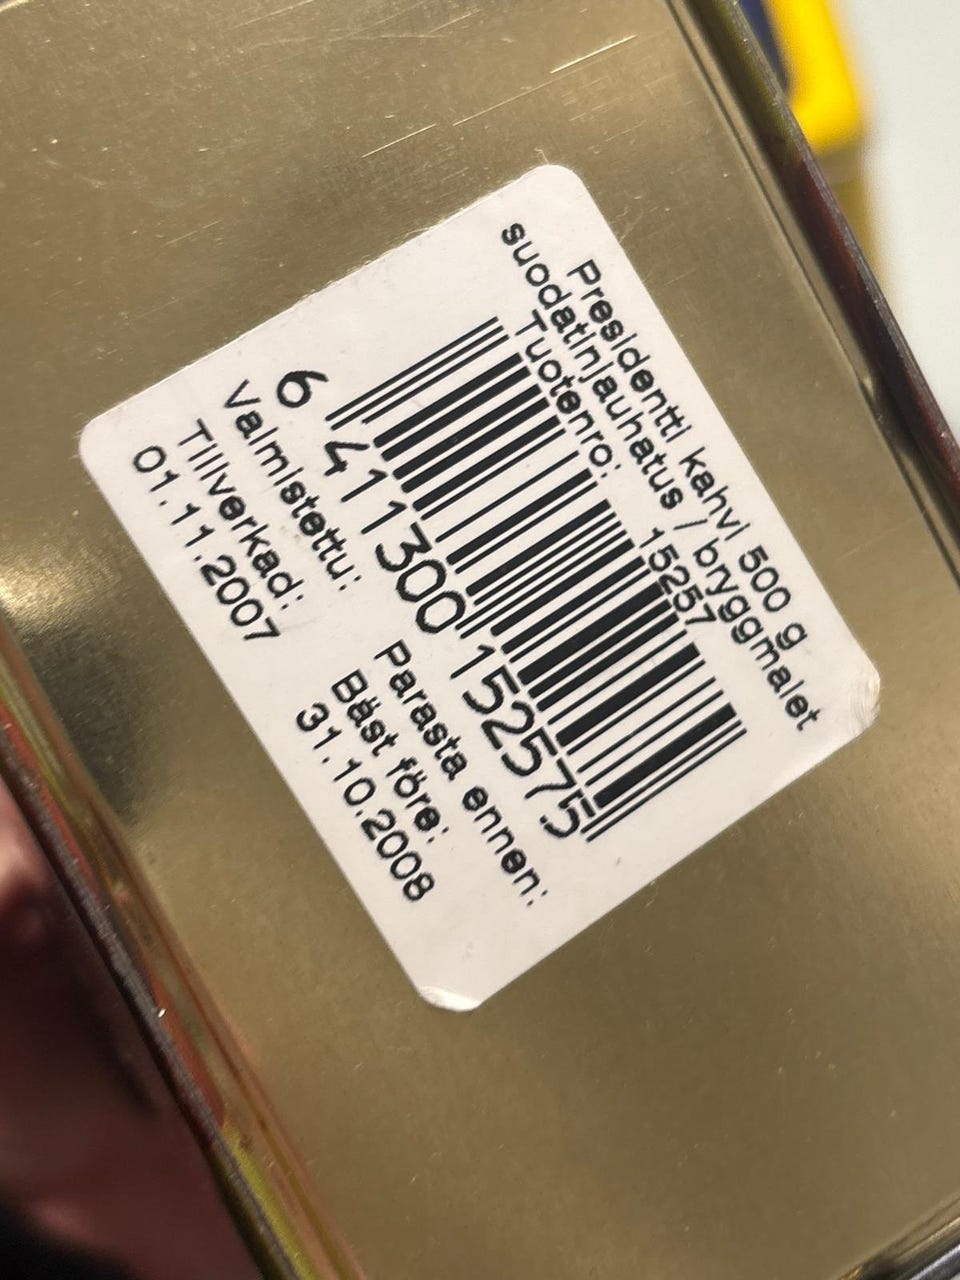 Presidentti kahvi 500 g
suodatinjauhatus / bryggmalet
Tuotenro: 15257
6 411300 152575
Valmistettu: Parasta ennen:
Tillverkad: Bäst före:
01.11.2007 31.10.2008